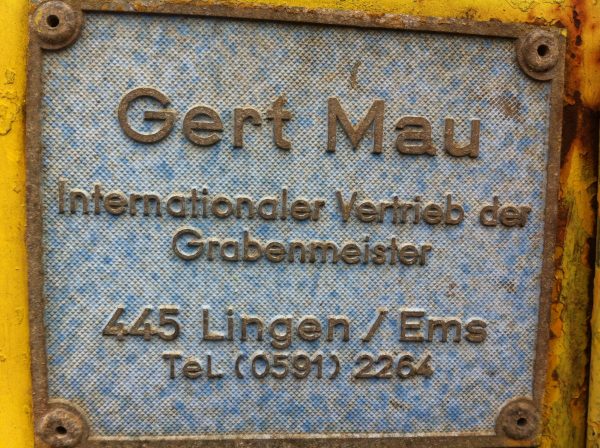 Gert Mau
Internationaler Vertrieb der
Grabenmeister
445 Lingen / Ems
Tel. (0591) 2264